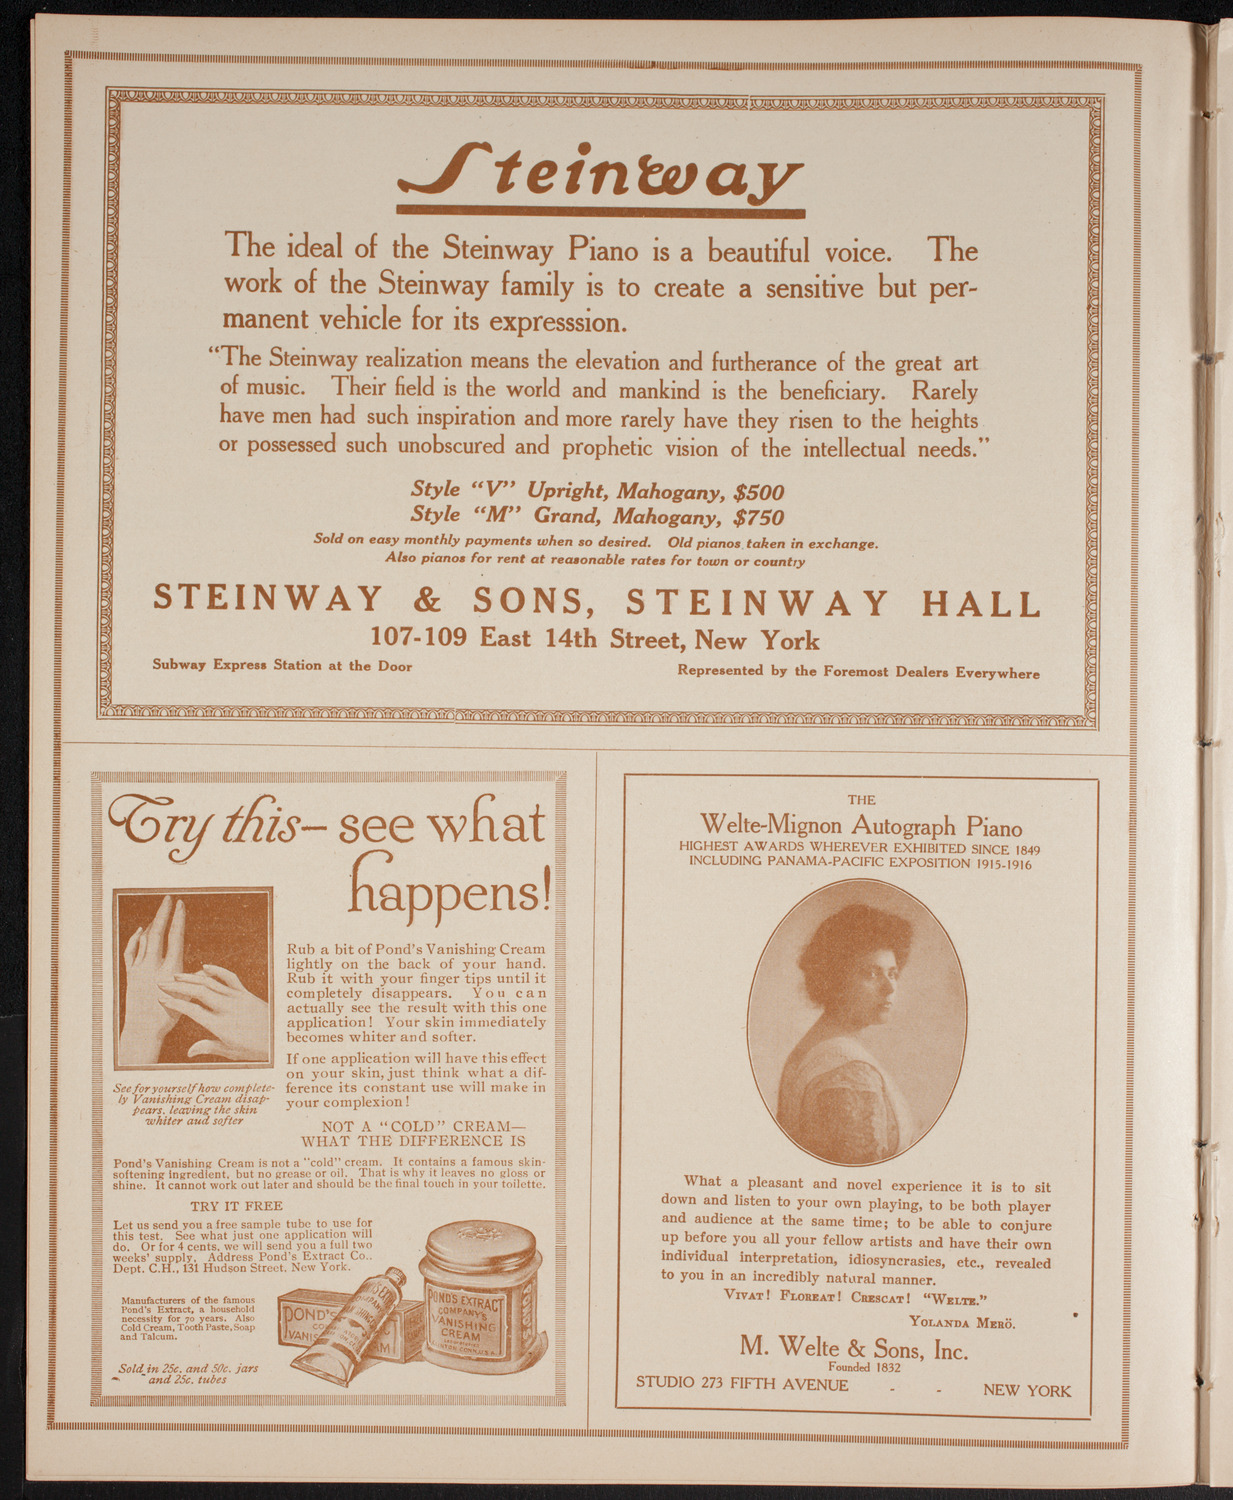 Steinway
The ideal of the Steinway Piano is a beautiful voice. The
work of the Steinway family is to create a sensitive but per-
manent vehicle for its expresssion.
“The Steinway realization means the elevation and furtherance of the great art
of music. Their field is the world and mankind is the beneficiary. Rarely
have men had such inspiration and more rarely have they risen to the heights
or possessed such unobscured and prophetic vision of the intellectual needs.”
Style “V” Upright, Mahogany, $500
Style “M” Grand, Mahogany, $750
Sold on easy monthly payments when so desired. Old pianos taken in exchange.
Also pianos for rent at reasonable rates for town or country
STEINWAY & SONS, STEINWAY HALL
107-109 East 14th Street, New York
Subway Express Station at the Door
Represented by the Foremost Dealers Everywhere
Try this—see what
happens!
Rub a bit of Pond's Vanishing Cream
lightly on the back of your hand.
Rub it with your finger tips until it
completely disappears. You can
actually see the result with this one
application! Your skin immediately
becomes whiter and softer.
If one application will have this effect
on your skin, just think what a dif-
ference its constant use will make in
your complexion!
See for yourself how complete-
ly Vanishing Cream disap-
pears, leaving the skin
whiter and softer
NOT A “COLD” CREAM—
WHAT THE DIFFERENCE IS
Pond's Vanishing Cream is not a "cold" cream. It contains a famous skin-
softening ingredient, but no grease or oil. That is why it leaves no gloss or
shine. It cannot work out later and should be the final touch in your toilette.
TRY IT FREE
Let us send you a free sample tube to use for
this test. See what just one application will
do. Or for 4 cents, we will send you a full two
weeks' supply. Address Pond's Extract Co..
Dept. C.H., 131 Hudson Street, New York.
Manufacturers of the famous
Pond's Extract, a household
necessity for 70 years. Also
Cold Cream, Tooth Paste, Soap
and Talcum.
Sold in 25c. and 50c. jars
and 25c. tubes
POND'S
VANIS
AM
POND'S EXTRACT
COMPANY'S
VANISHING
CREAM
THE
Welte-Mignon Autograph Piano
HIGHEST AWARDS WHEREVER EXHIBITED SINCE 1849
INCLUDING PANAMA-PACIFIC EXPOSITION 1915-1916
What a pleasant and novel experience it is to sit
down and listen to your own playing, to be both player
and audience at the same time; to be able to conjure
up before you all your fellow artists and have their own
individual interpretation, idiosyncrasies, etc., revealed
to you in an incredibly natural manner.
VIVAT! FLOREAT! CRESCAT! “WELTE.”
YOLANDA MERÖ.
M. Welte & Sons, Inc.
Founded 1832
STUDIO 273 FIFTH AVENUE - - NEW YORK